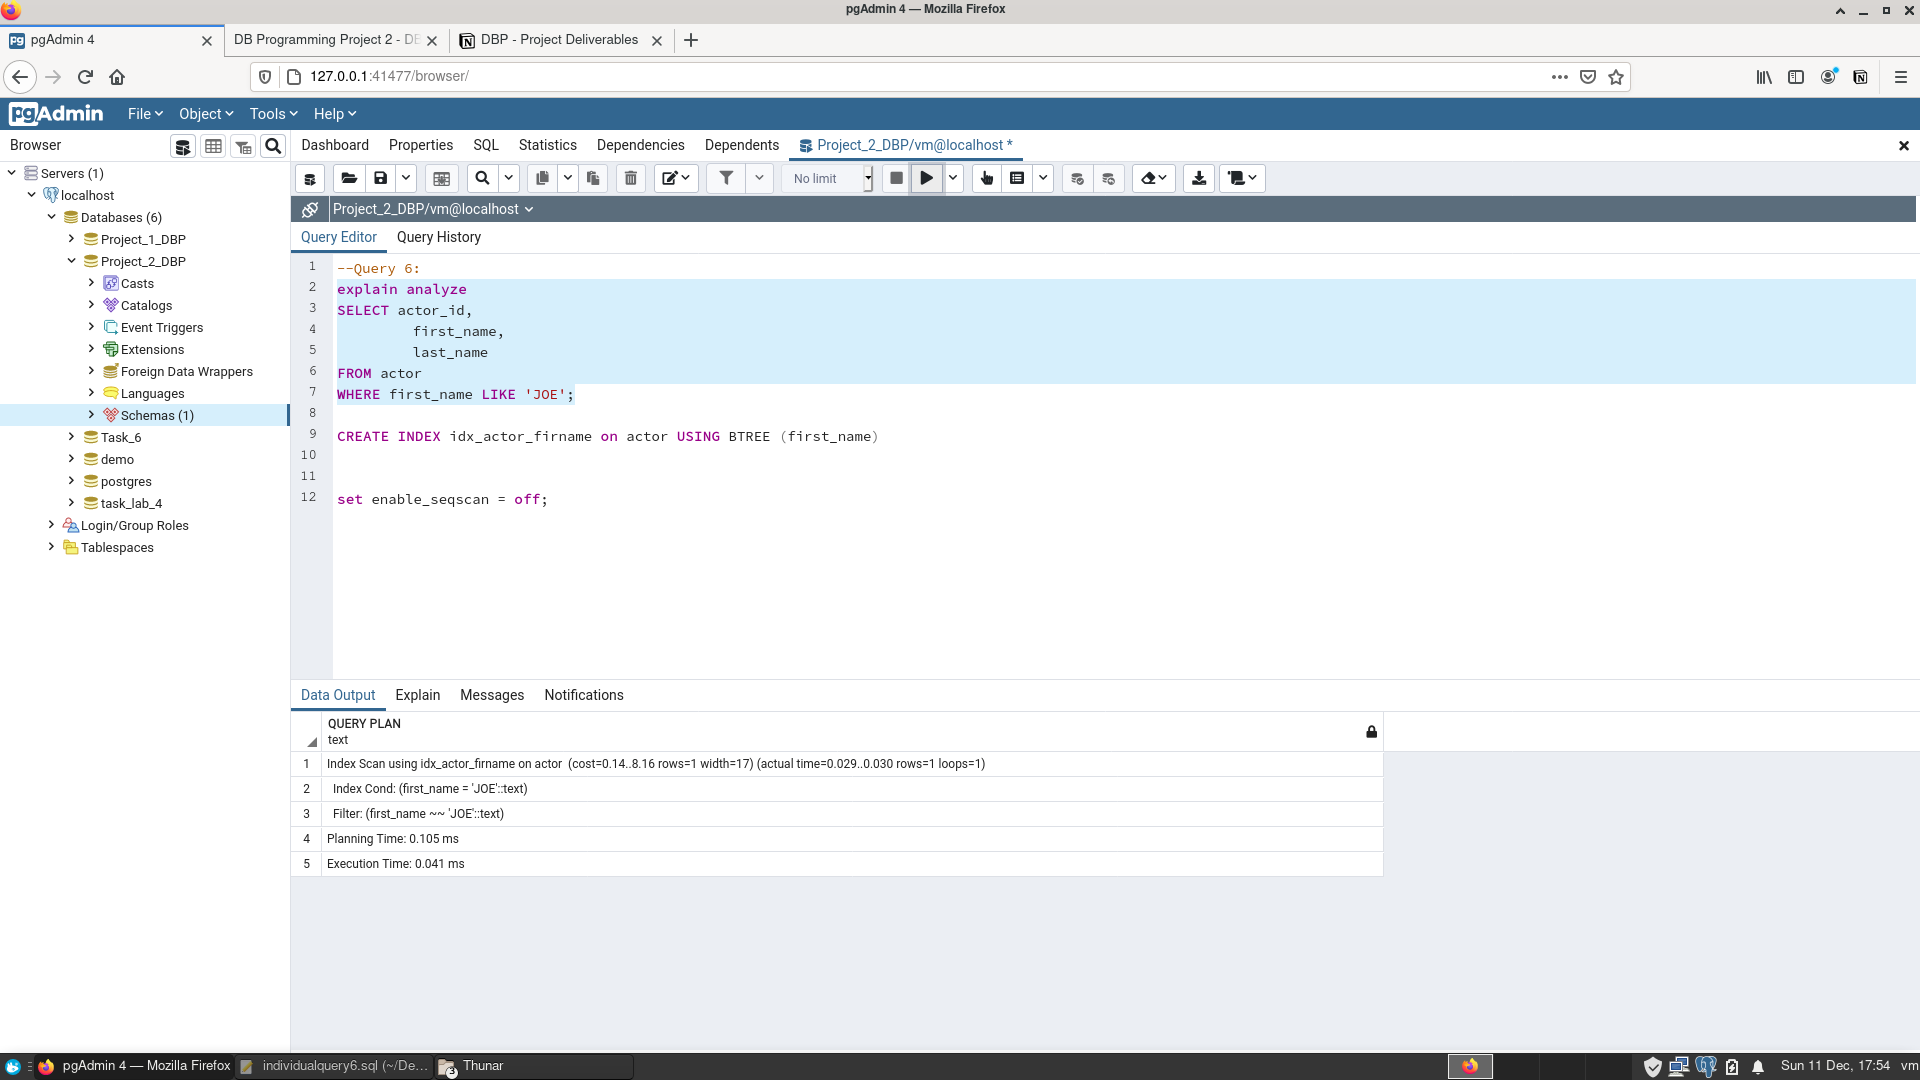 pgAdmin 4 — Mozilla Firefox
pgAdmin 4
DB Programming Project 2 - DB
DBP - Project Deliverables
127.0.0.1:41477/browser/
pgAdmin File Object Tools Help
Browser
Dashboard Properties SQL Statistics Dependencies Dependents Project_2_DBP/vm@localhost *
Servers (1)
localhost
Databases (6)
Project_1_DBP
Project_2_DBP
Casts
Catalogs
Event Triggers
Extensions
Foreign Data Wrappers
Languages
Schemas (1)
Task_6
demo
postgres
task_lab_4
Login/Group Roles
Tablespaces
No limit
Project_2_DBP/vm@localhost
Query Editor Query History
1 --Query 6:
2 explain analyze
3 SELECT actor_id,
4 first_name,
5 last_name
6 FROM actor
7 WHERE first_name LIKE 'JOE';
8
9 CREATE INDEX idx_actor_firname on actor USING BTREE (first_name)
10
11
12 set enable_seqscan = off;
Data Output Explain Messages Notifications
QUERY PLAN
text
1 Index Scan using idx_actor_firname on actor (cost=0.14..8.16 rows=1 width=17) (actual time=0.029..0.030 rows=1 loops=1)
2 Index Cond: (first_name = 'JOE'::text)
3 Filter: (first_name ~~ 'JOE'::text)
4 Planning Time: 0.105 ms
5 Execution Time: 0.041 ms
pgAdmin 4 — Mozilla Firefox
individualquery6.sql (~/De...
3 Thunar
Sun 11 Dec, 17:54 vm